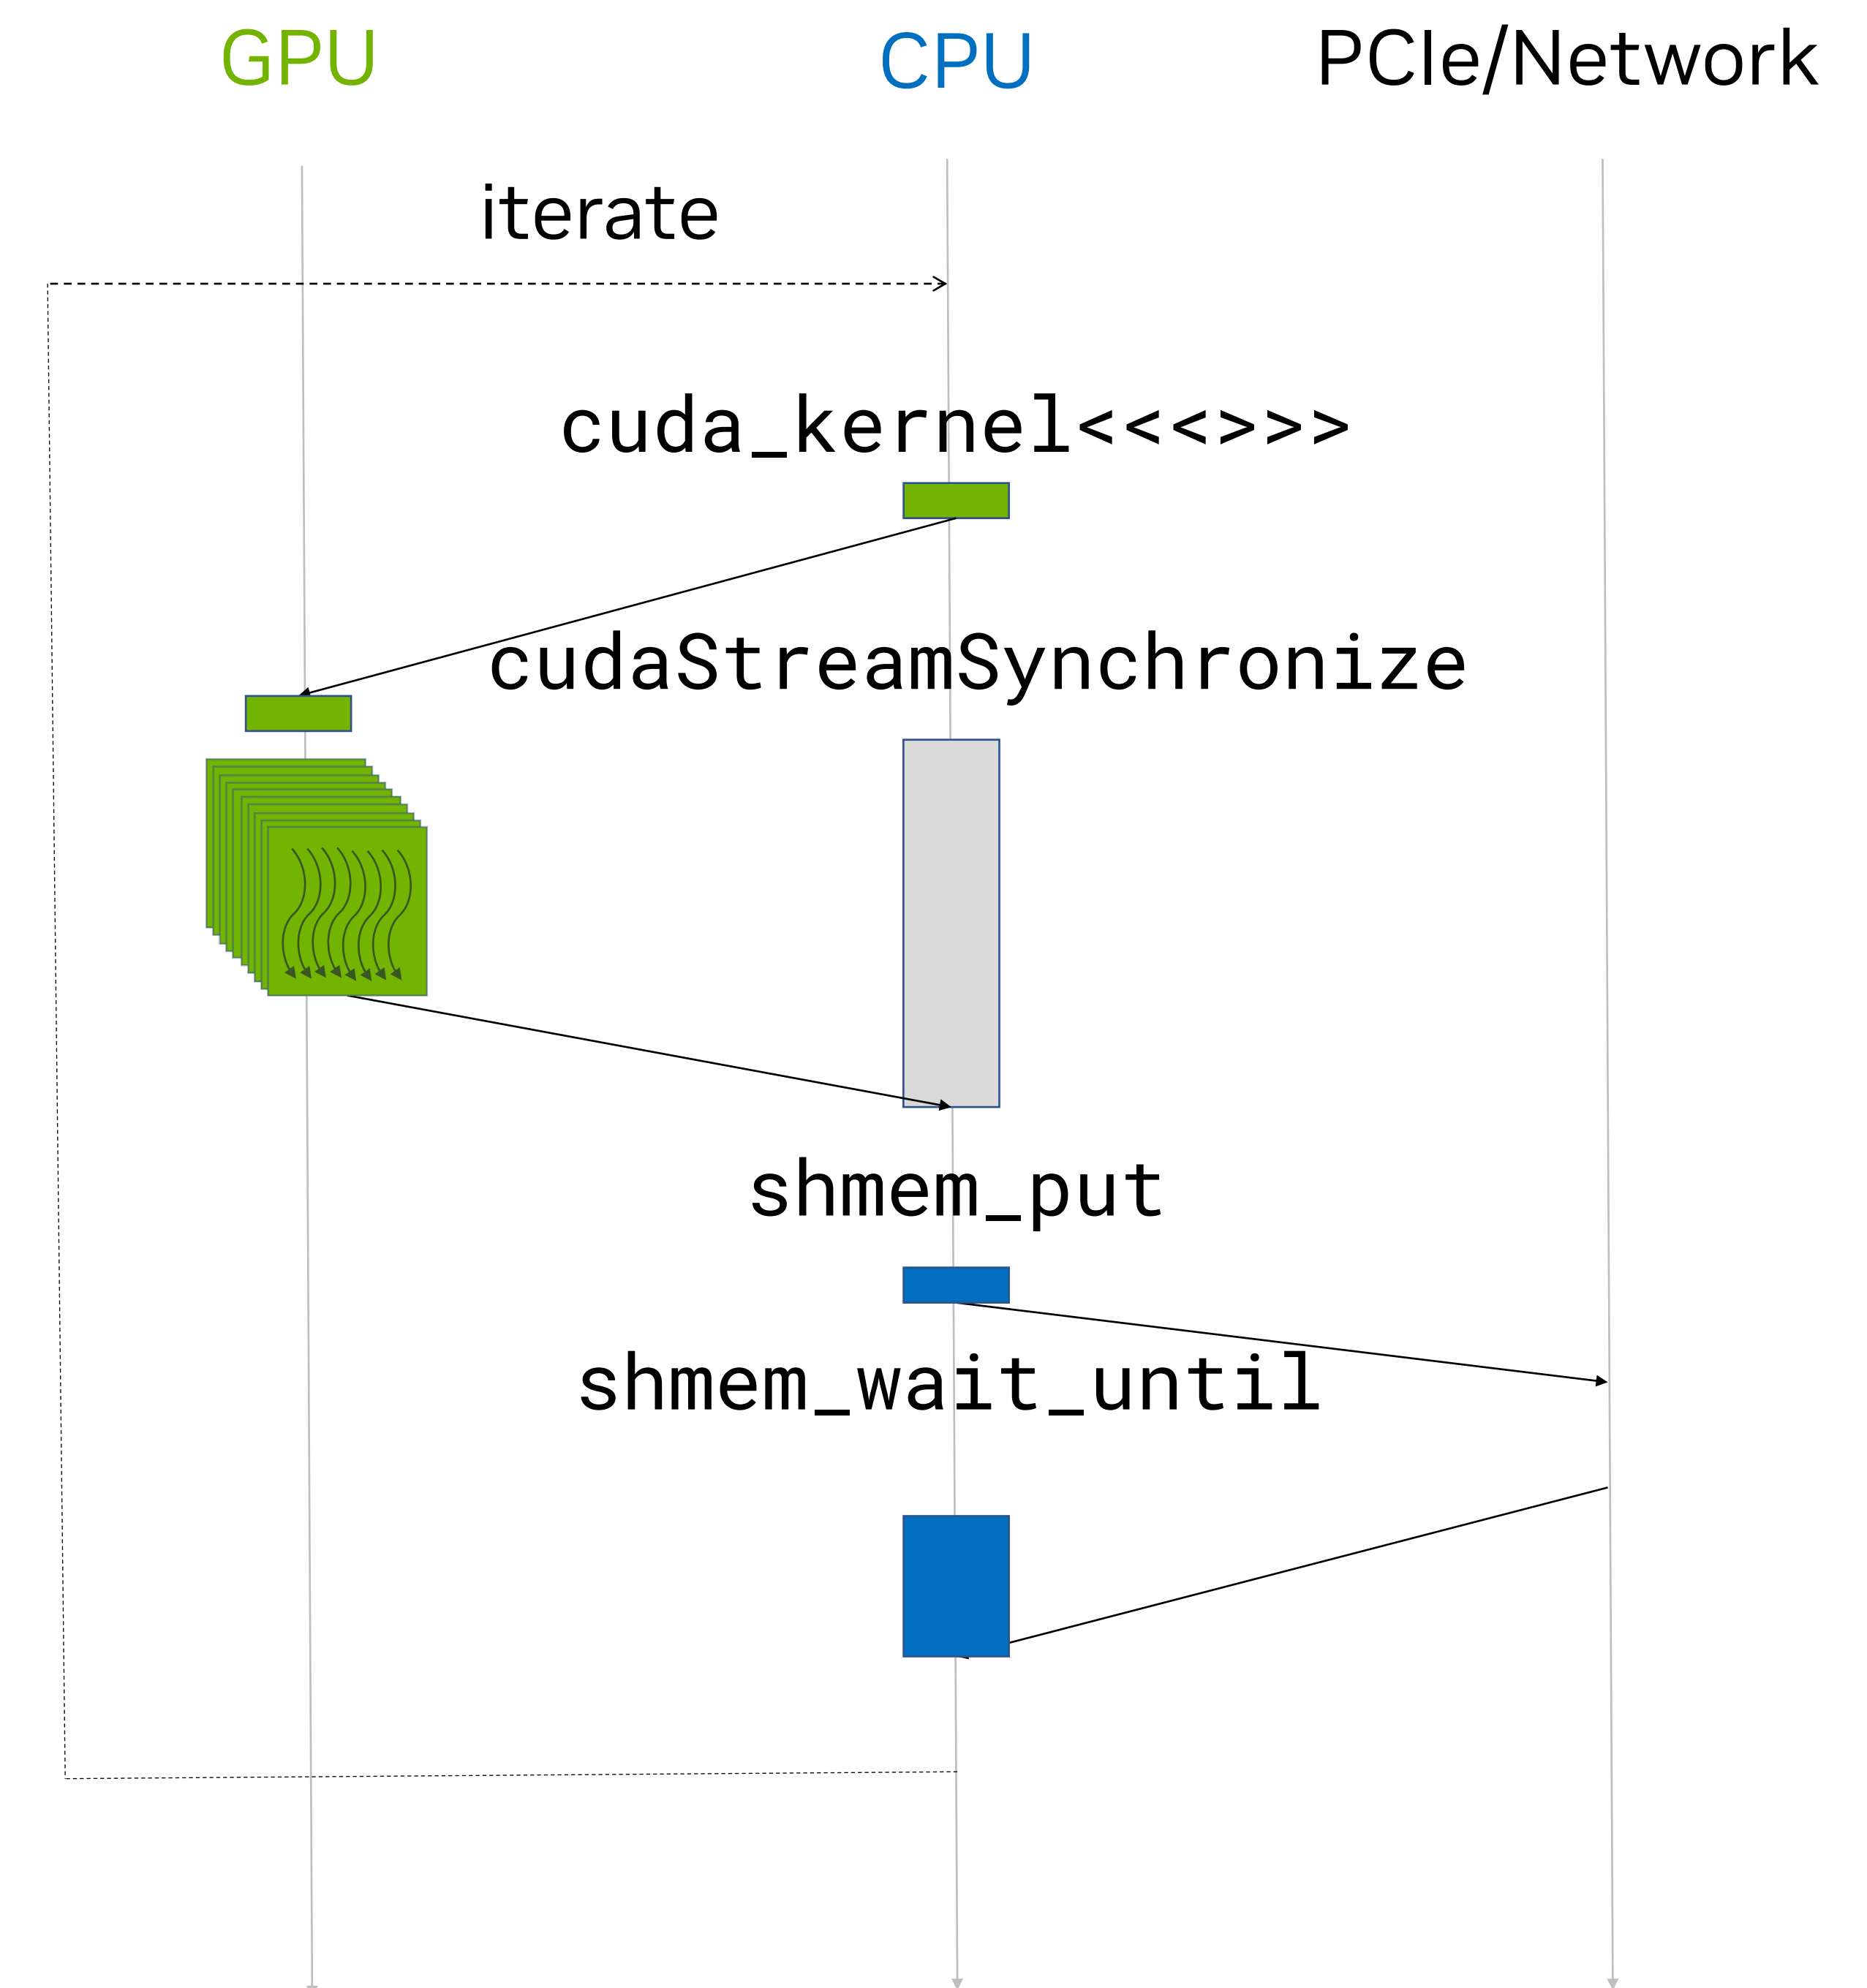 GPU
CPU
PCIe/Network
iterate
cuda_kernel<<<>>>
cudaStreamSynchronize
shmem_put
shmem_wait_until